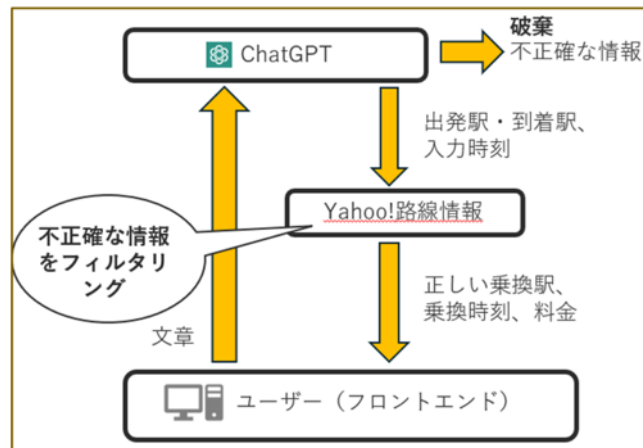 ChatGPT
破棄
不正確な情報
出発駅・到着駅、
入力時刻
Yahoo!路線情報
不正確な情報
をフィルタリ
ング
正しい乗換駅、
乗換時刻、料金
文章
ユーザー（フロントエンド）